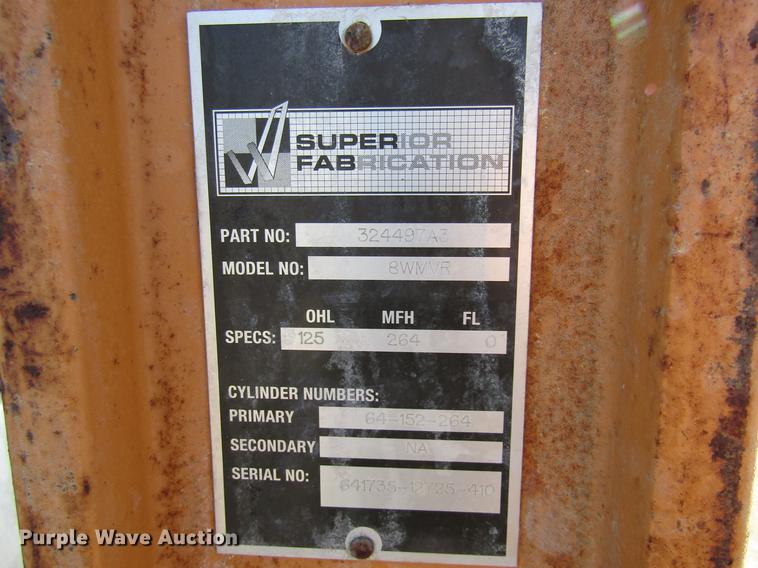 SUPERIOR
FABRICATION
PART NO: 324497A3
MODEL NO: 8WMVR
OHL MFH FL
SPECS: 125 264 0
CYLINDER NUMBERS:
PRIMARY 64-152-264
SECONDARY NA
SERIAL NO: 641735-12725-410
Purple Wave Auction